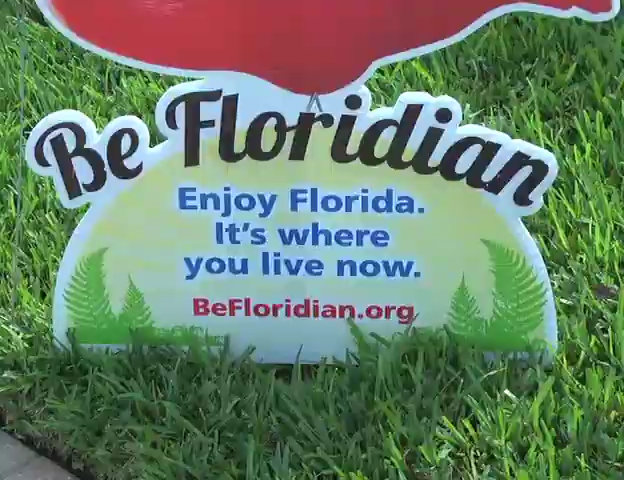 Be Floridian
Enjoy Florida.
It's where
you live now.
BeFloridian.org